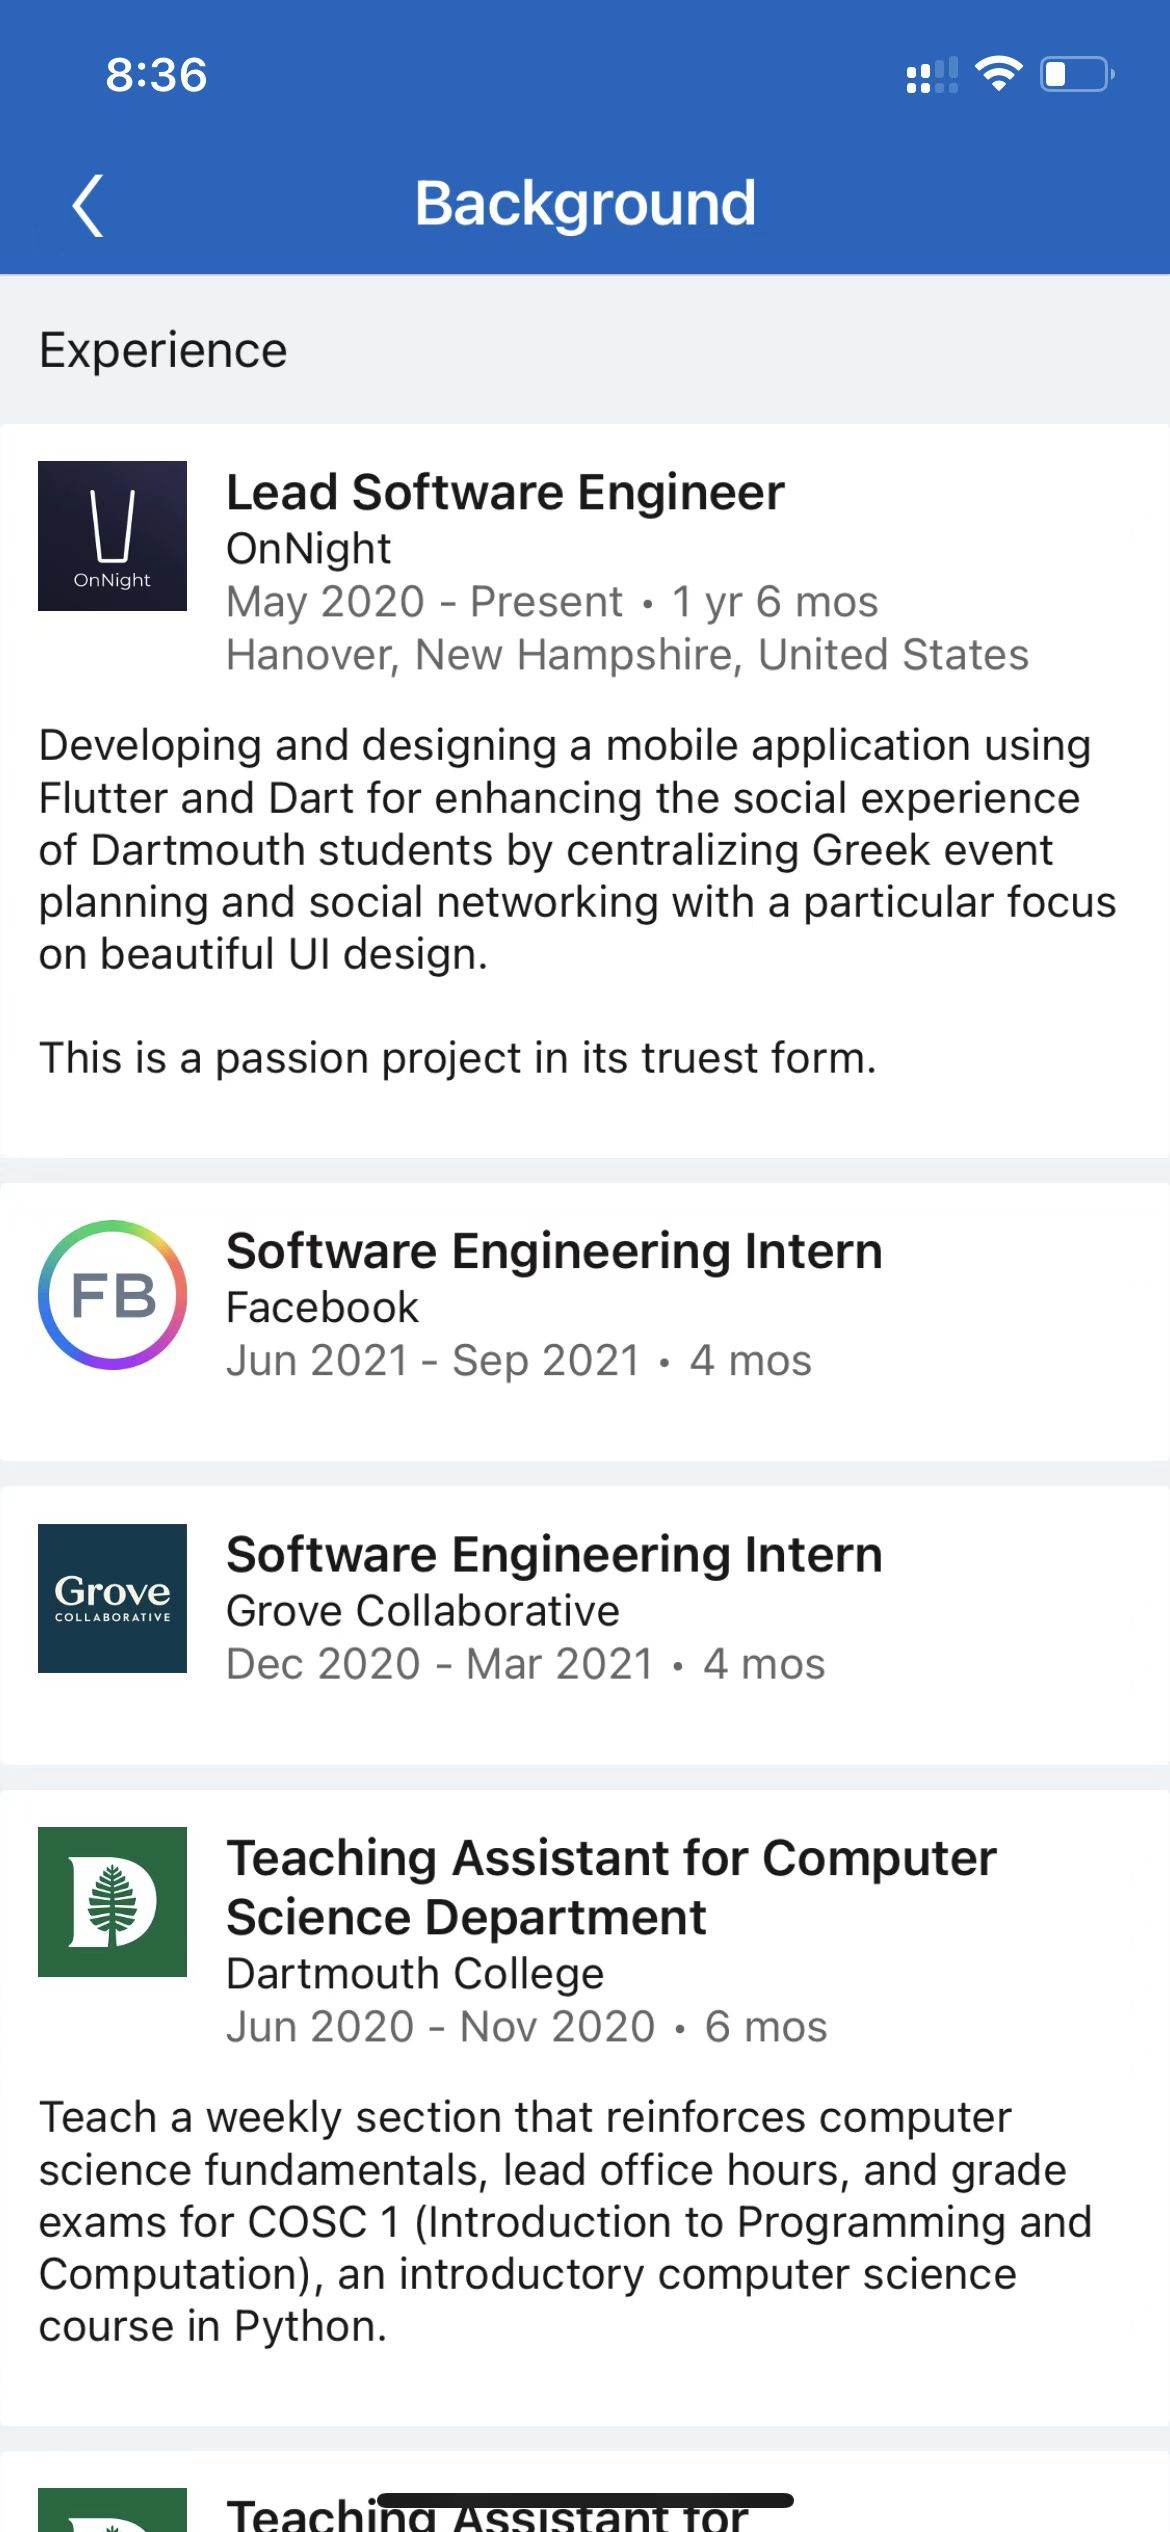 8:36
Background
Experience
OnNight
Lead Software Engineer
OnNight
May 2020 - Present • 1 yr 6 mos
Hanover, New Hampshire, United States
Developing and designing a mobile application using
Flutter and Dart for enhancing the social experience
of Dartmouth students by centralizing Greek event
planning and social networking with a particular focus
on beautiful UI design.
This is a passion project in its truest form.
FB
Software Engineering Intern
Facebook
Jun 2021 - Sep 2021 • 4 mos
Grove
COLLABORATIVE
Software Engineering Intern
Grove Collaborative
Dec 2020 - Mar 2021 • 4 mos
D
Teaching Assistant for Computer
Science Department
Dartmouth College
Jun 2020 - Nov 2020 • 6 mos
Teach a weekly section that reinforces computer
science fundamentals, lead office hours, and grade
exams for COSC 1 (Introduction to Programming and
Computation), an introductory computer science
course in Python.
Teaching Assistant for